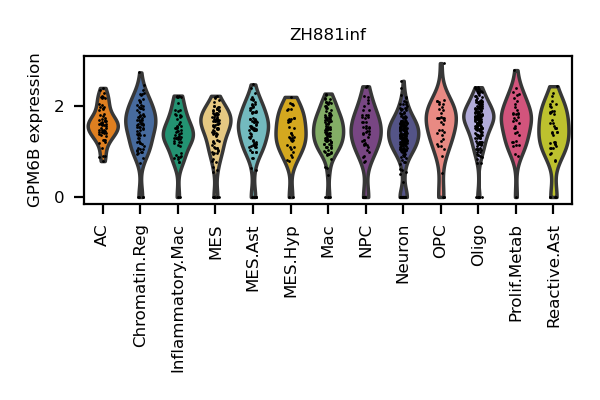 ZH881inf
GPM6B expression
2
0
AC
Chromatin.Reg
Inflammatory.Mac
MES
MES.Ast
MES.Hyp
Mac
NPC
Neuron
OPC
Oligo
Prolif.Metab
Reactive.Ast